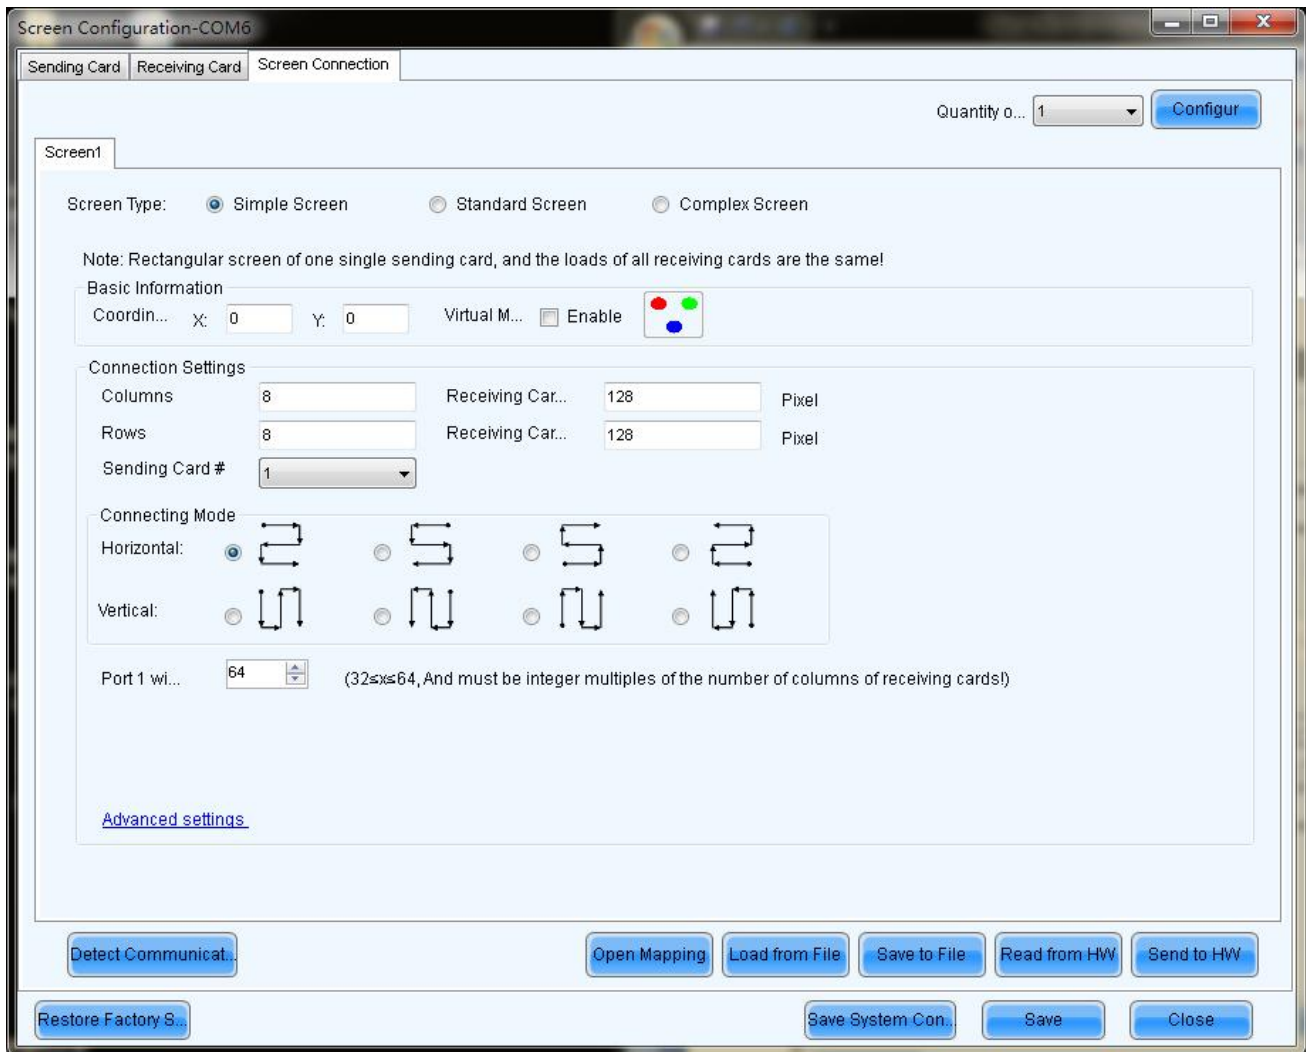 Screen Configuration-COM6
Sending Card Receiving Card Screen Connection
Quantity o... 1 Configur
Screen1
Screen Type: Simple Screen Standard Screen Complex Screen
Note: Rectangular screen of one single sending card, and the loads of all receiving cards are the same!
Basic Information
Coordin... X: 0 Y: 0 Virtual M... Enable
Connection Settings
Columns 8 Receiving Car... 128 Pixel
Rows 8 Receiving Car... 128 Pixel
Sending Card # 1
Connecting Mode
Horizontal:
Vertical:
Port 1 wi... 64 (32≤x≤64, And must be integer multiples of the number of columns of receiving cards!)
Advanced settings
Detect Communicat... Open Mapping Load from File Save to File Read from HW Send to HW
Restore Factory S... Save System Con... Save Close